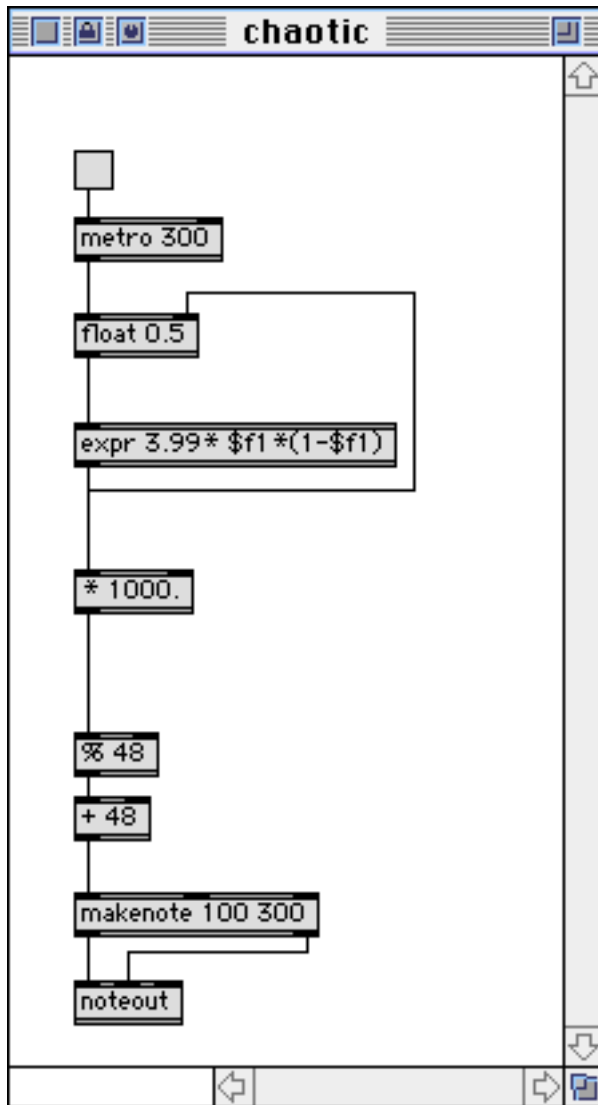 chaotic
metro 300
float 0.5
expr 3.99* $f1 *(1-$f1)
* 1000.
% 48
+ 48
makenote 100 300
noteout